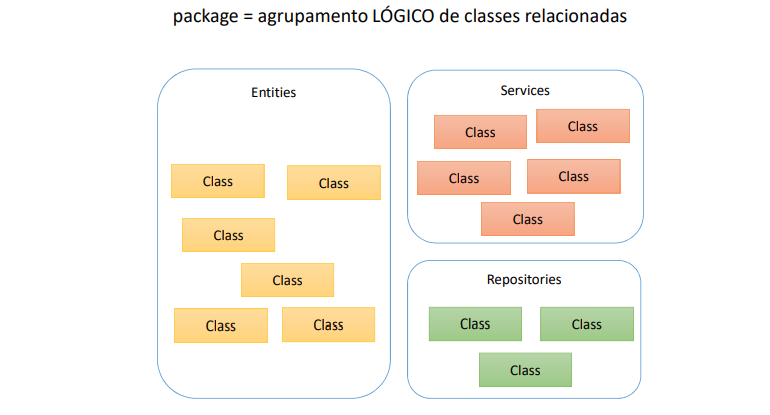 package = agrupamento LÓGICO de classes relacionadas
Entities
Class
Class
Class
Class
Class
Class
Services
Class
Class
Class
Class
Class
Repositories
Class
Class
Class